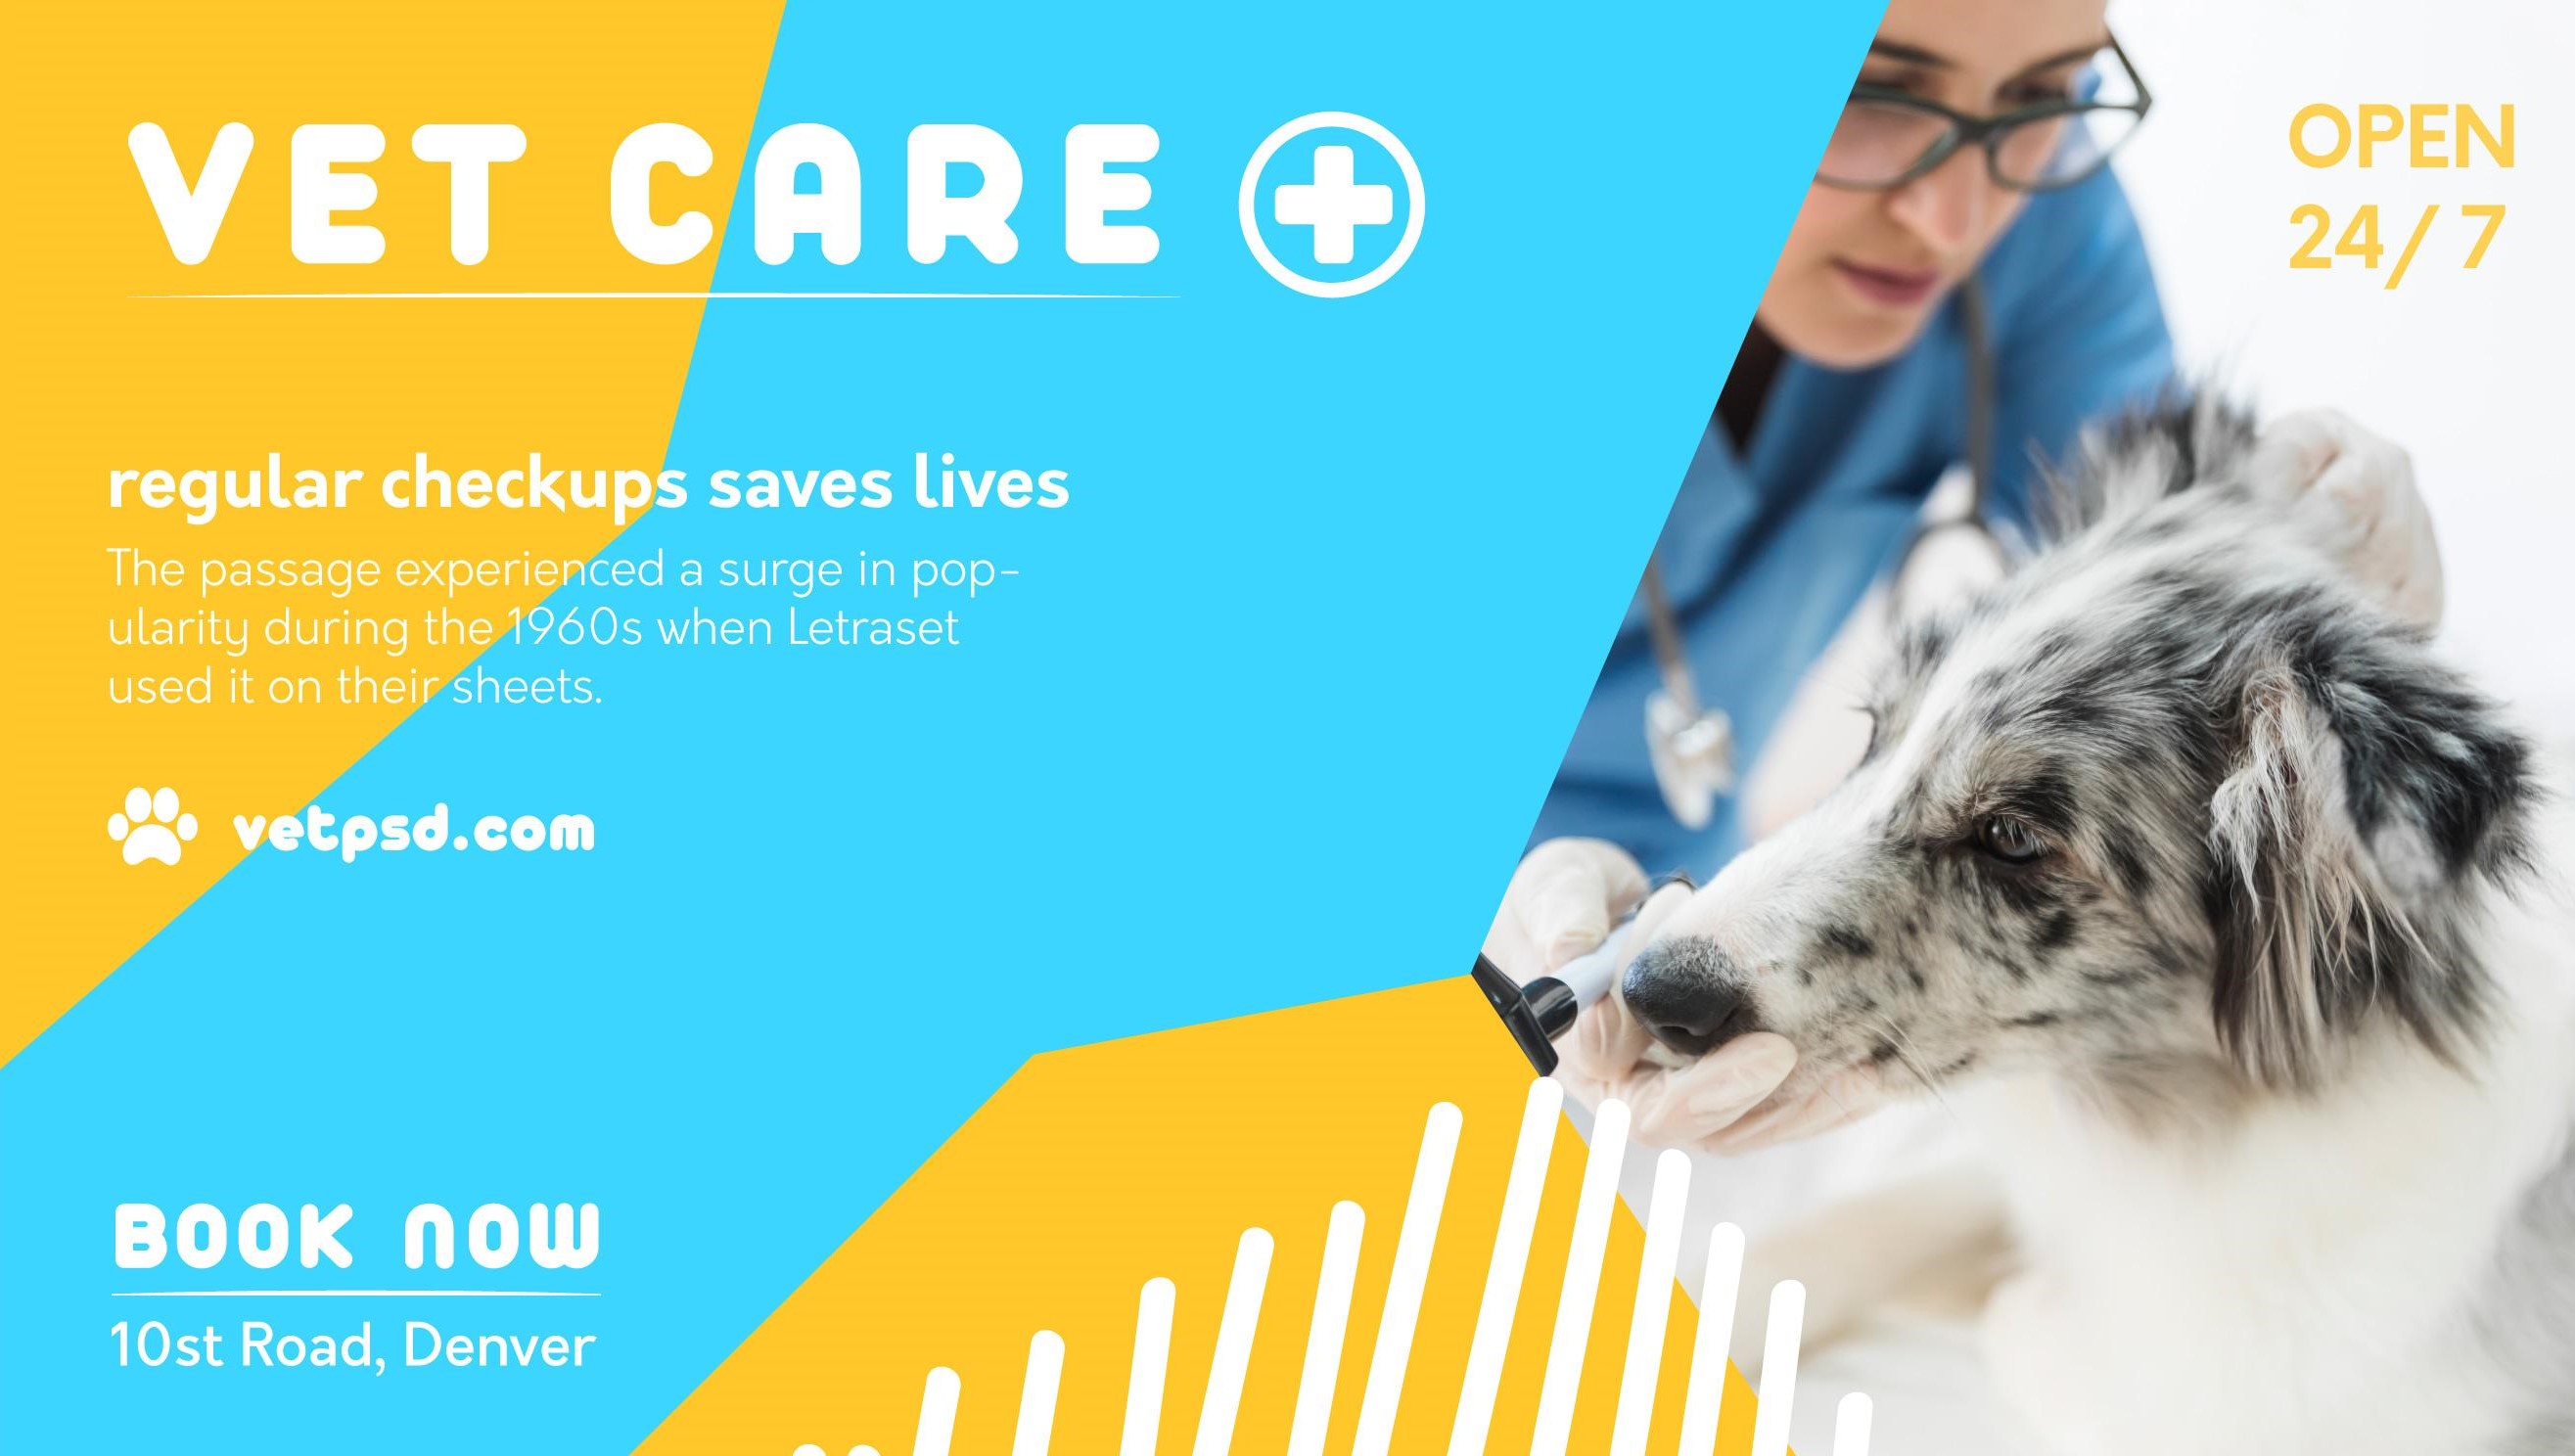 VET CARE
OPEN
24/ 7
regular checkups saves lives
The passage experienced a surge in pop-
ularity during the 1960s when Letraset
used it on their sheets.
vetpsd.com
BOOK NOW
10st Road, Denver